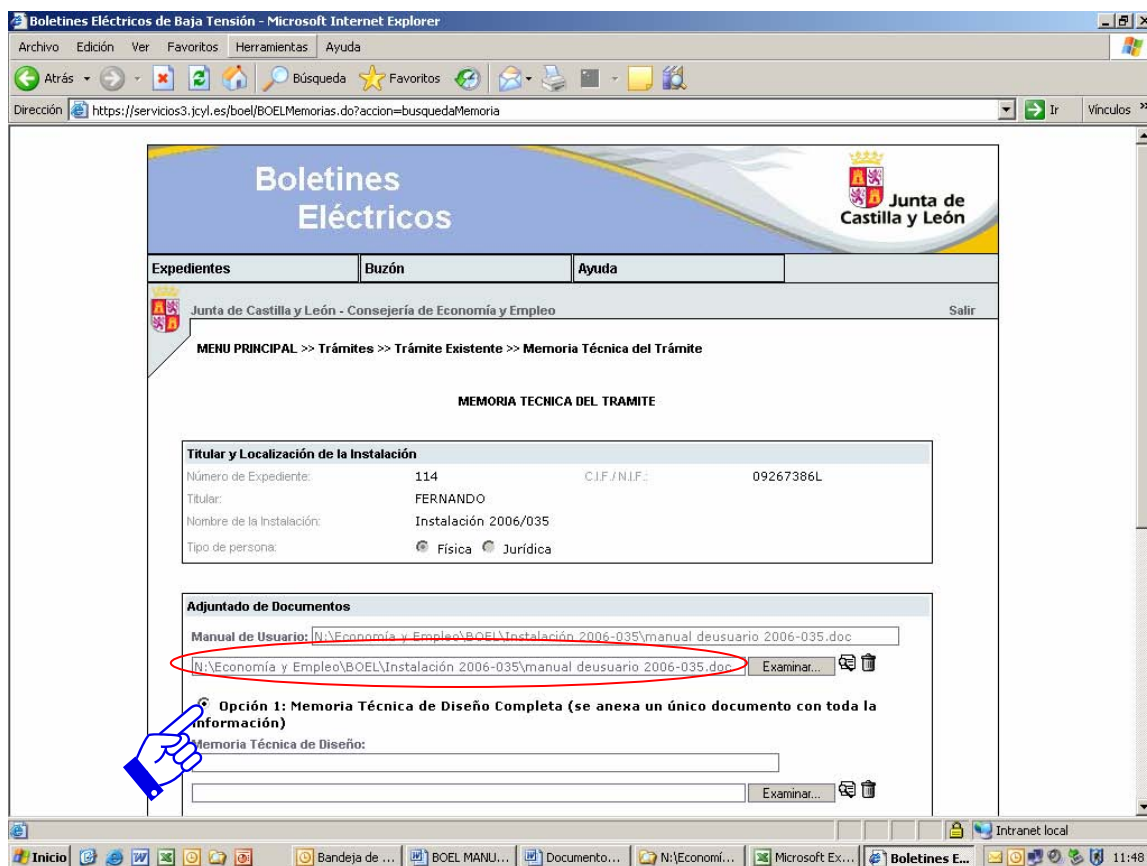 Boletines Eléctricos de Baja Tensión - Microsoft Internet Explorer
Archivo Edición Ver Favoritos Herramientas Ayuda
Atrás Búsqueda Favoritos
Dirección https://servicios3.jcyl.es/boel/BOELMemorias.do?accion=busquedaMemoria Ir Vínculos »
Boletines
Eléctricos
Junta de
Castilla y León
Expedientes Buzón Ayuda
Junta de Castilla y León - Consejería de Economía y Empleo Salir
MENU PRINCIPAL >> Trámites >> Trámite Existente >> Memoria Técnica del Trámite
MEMORIA TECNICA DEL TRAMITE
Titular y Localización de la Instalación
Número de Expediente: 114 C.I.F./N.I.F.: 09267386L
Titular: FERNANDO
Nombre de la Instalación: Instalación 2006/035
Tipo de persona: Física Jurídica
Adjuntado de Documentos
Manual de Usuario: N:\Economía y Empleo\BOEL\Instalación 2006-035\manual deusuario 2006-035.doc
N:\Economía y Empleo\BOEL\Instalación 2006-035\manual deusuario 2006-035.doc Examinar...
Opción 1: Memoria Técnica de Diseño Completa (se anexa un único documento con toda la
información)
Memoria Técnica de Diseño:
Examinar...
Intranet local
Inicio Bandeja de ... BOEL MANU... Documento... N:\Economí... Microsoft Ex... Boletines E... 11:48